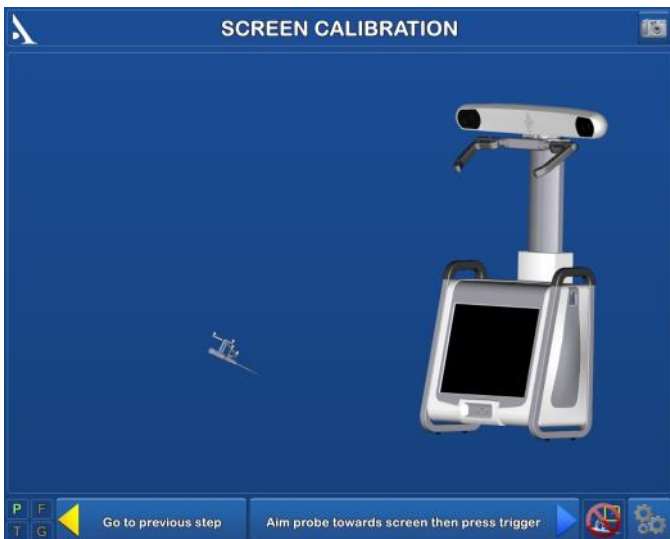 SCREEN CALIBRATION
P F
T G
Go to previous step
Aim probe towards screen then press trigger